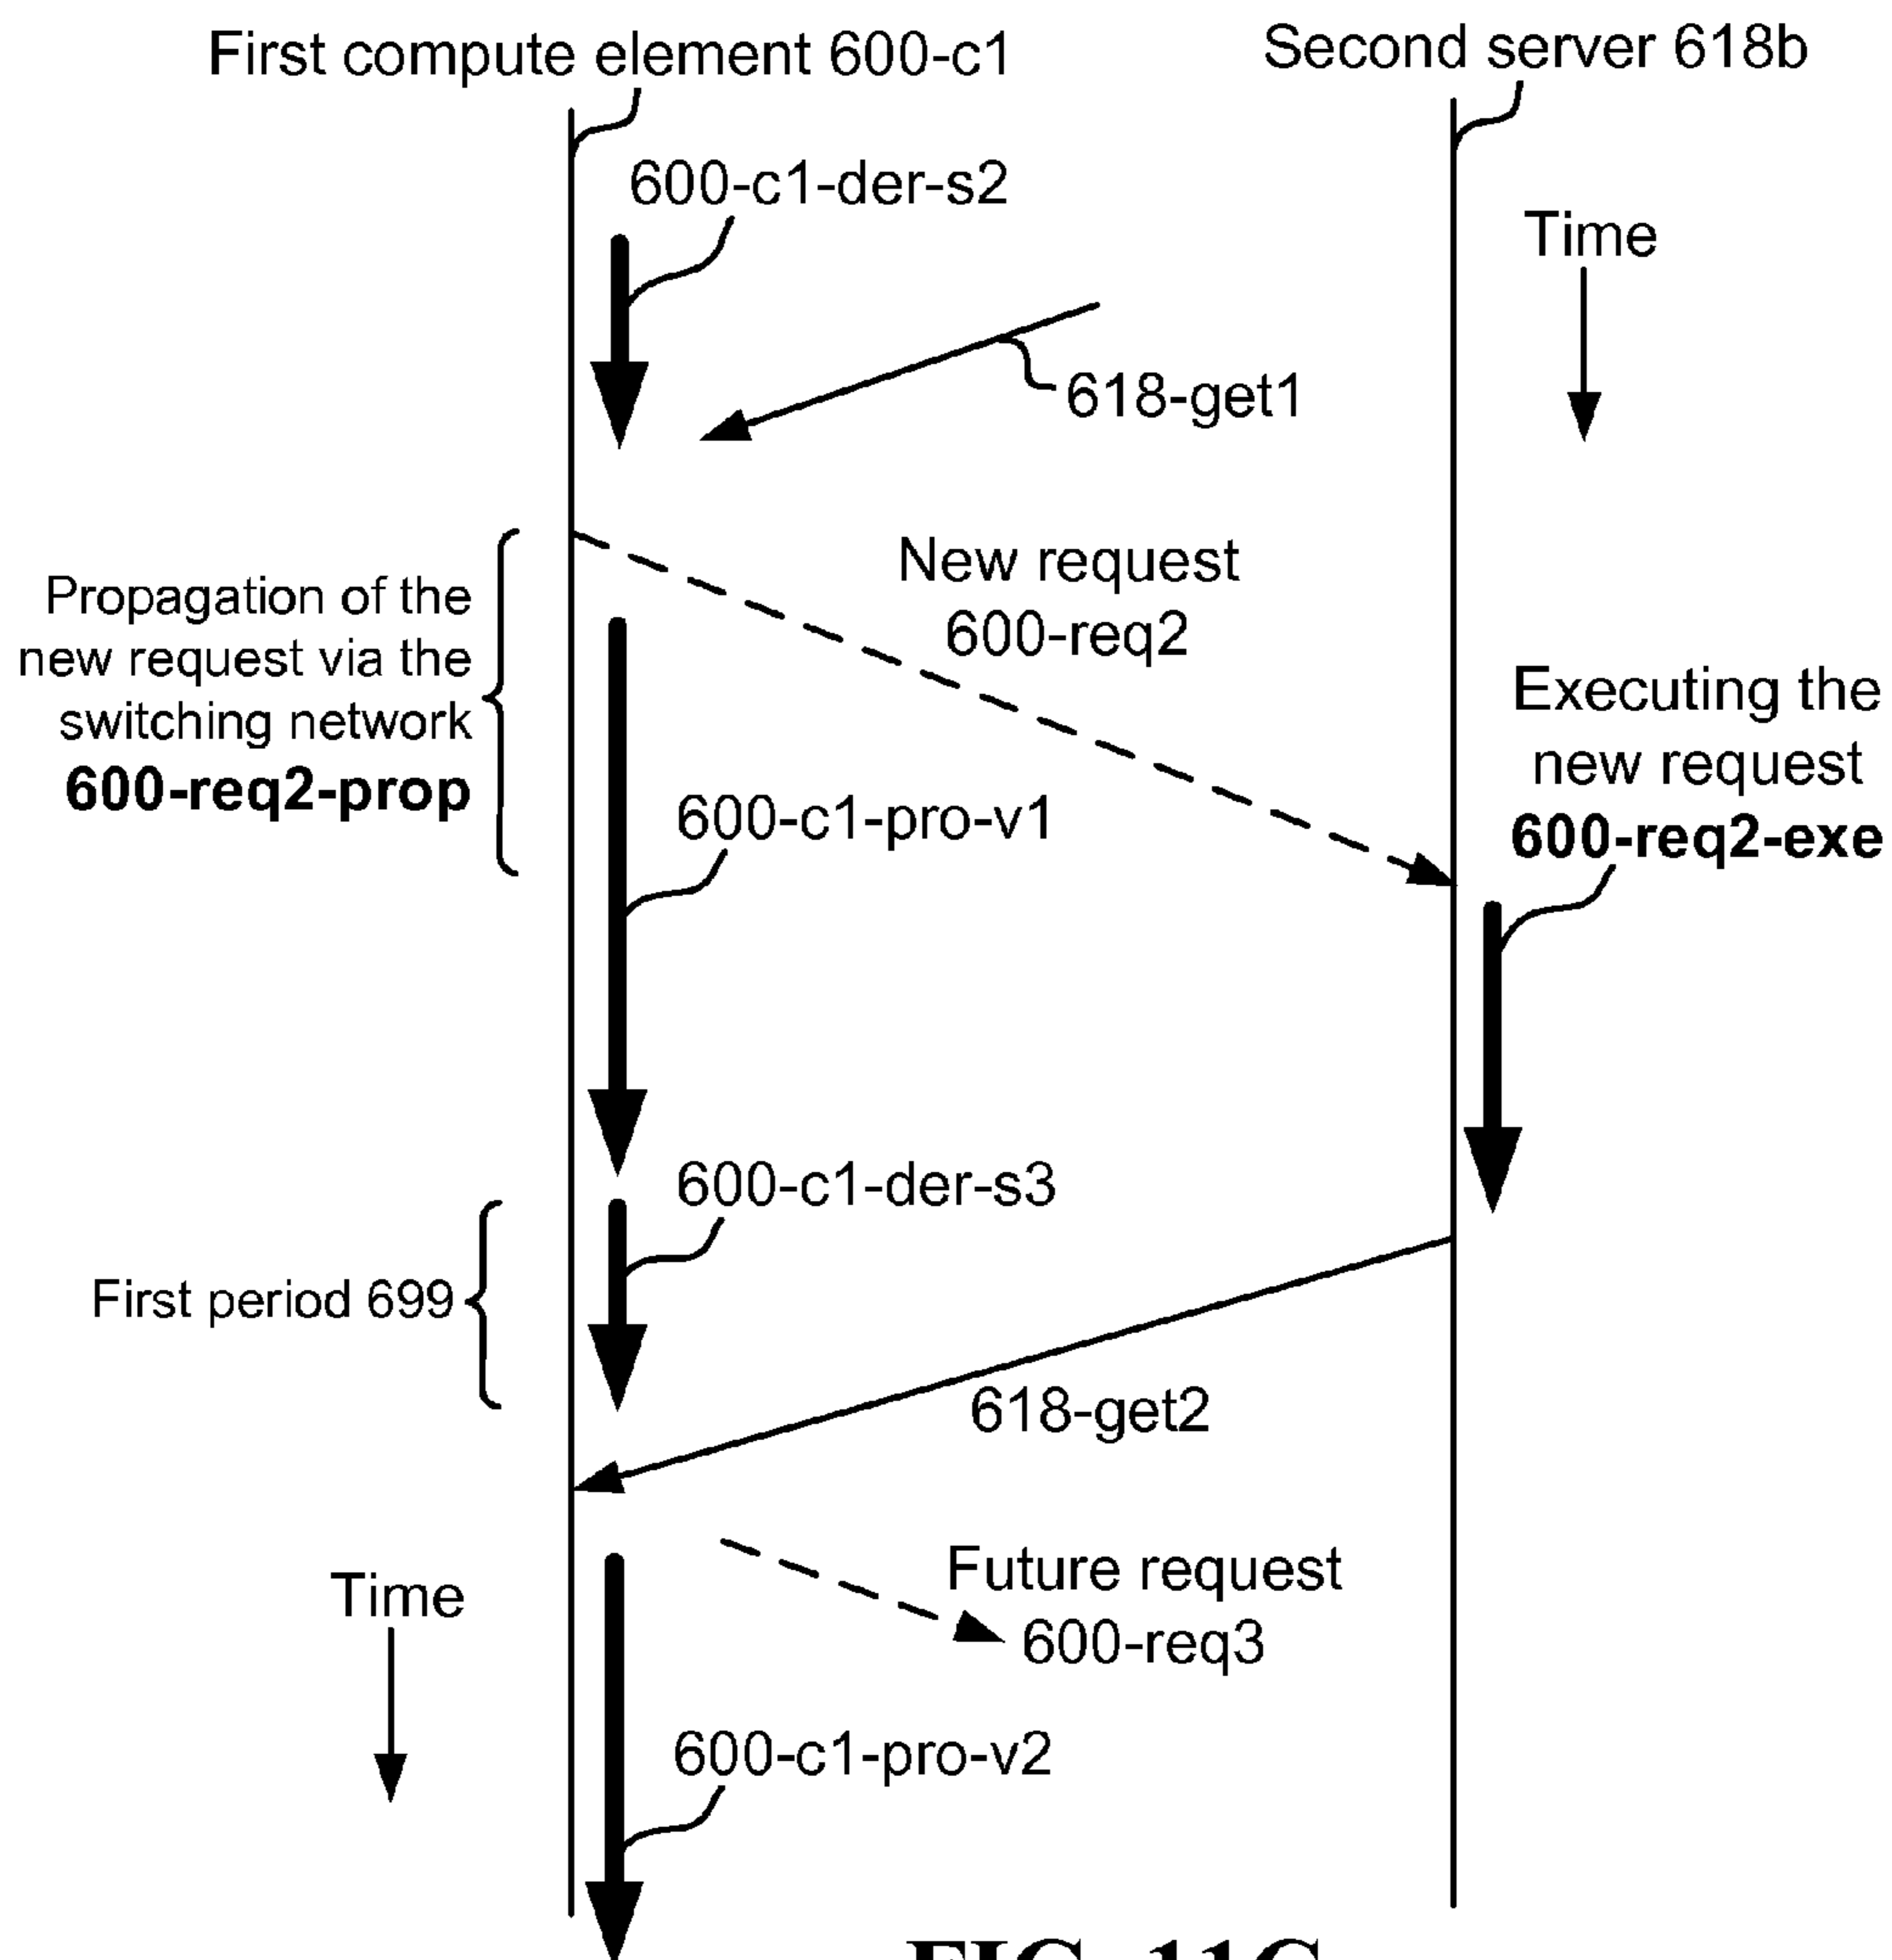 First compute element 600-c1
Second server 618b
600-c1-der-s2
Time
618-get1
New request
600-req2
Propagation of the
new request via the
switching network
600-req2-prop
Executing the
new request
600-req2-exe
600-c1-pro-v1
600-c1-der-s3
First period 699
618-get2
Future request
600-req3
Time
600-c1-pro-v2
FIG. 11C